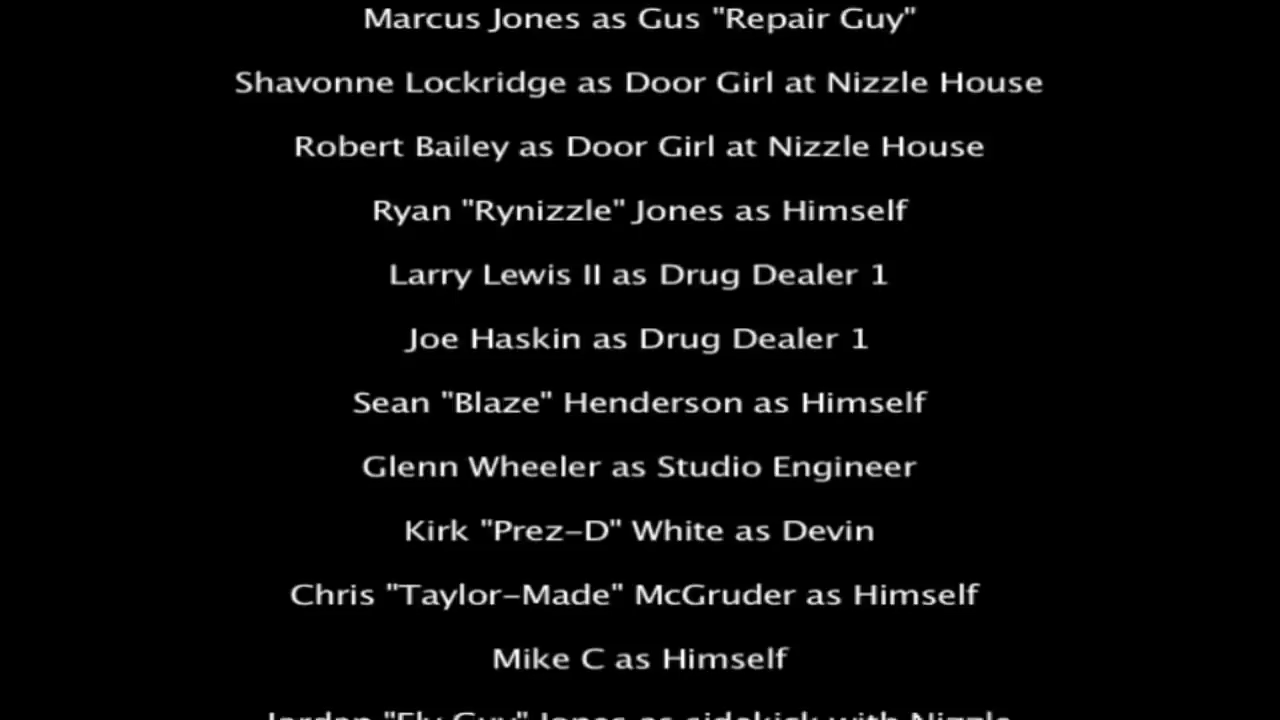 Marcus Jones as Gus "Repair Guy"
Shavonne Lockridge as Door Girl at Nizzle House
Robert Bailey as Door Girl at Nizzle House
Ryan "Rynizzle" Jones as Himself
Larry Lewis II as Drug Dealer 1
Joe Haskin as Drug Dealer 1
Sean "Blaze" Henderson as Himself
Glenn Wheeler as Studio Engineer
Kirk "Prez-D" White as Devin
Chris "Taylor-Made" McGruder as Himself
Mike C as Himself
Jordan "Fly Guy" Jones as sidekick with Nizzle